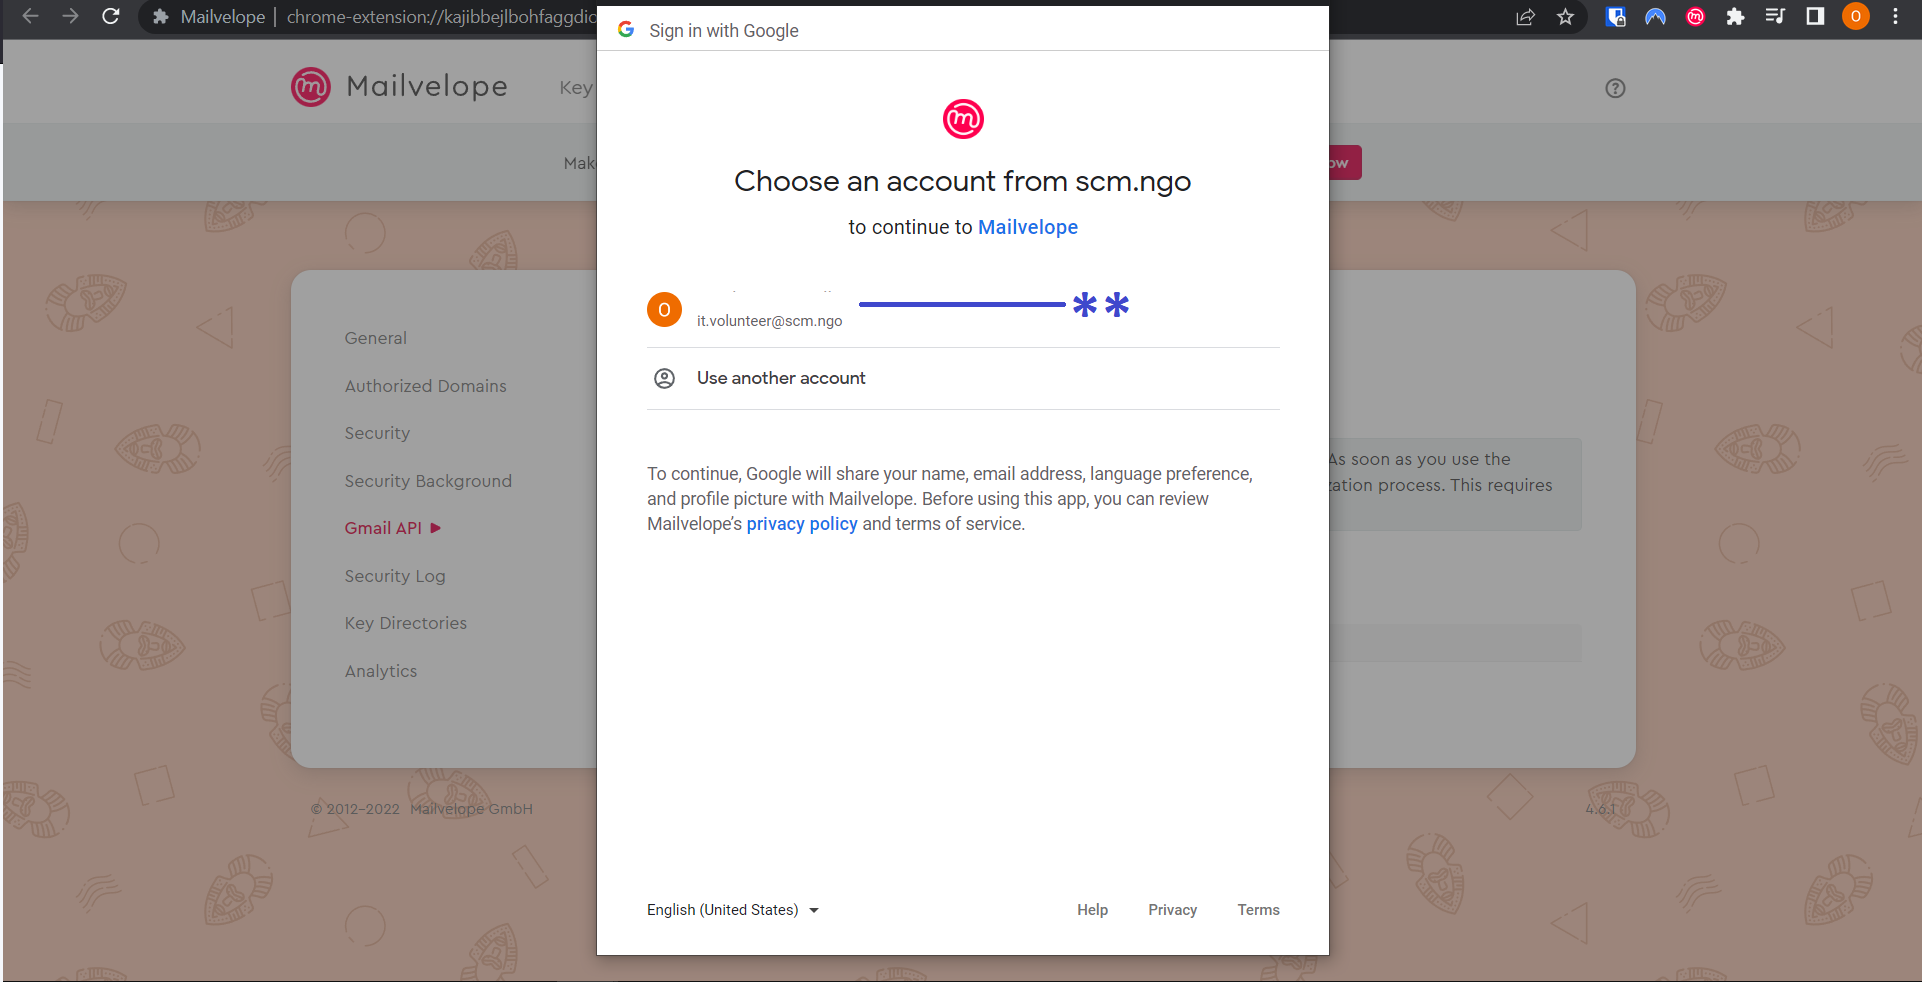 Mailvelope | chrome-extension://kajibbejlbohfaggdio
Sign in with Google
Mailvelope
Key
?
Mak
ow
Choose an account from scm.ngo
to continue to Mailvelope
O
it.volunteer@scm.ngo
**
Use another account
To continue, Google will share your name, email address, language preference,
and profile picture with Mailvelope. Before using this app, you can review
Mailvelope’s privacy policy and terms of service.
General
Authorized Domains
Security
Security Background
Gmail API
Security Log
Key Directories
Analytics
As soon as you use the
zation process. This requires
© 2012-2022 Mailvelope GmbH
4.6.1
English (United States)
Help
Privacy
Terms
O